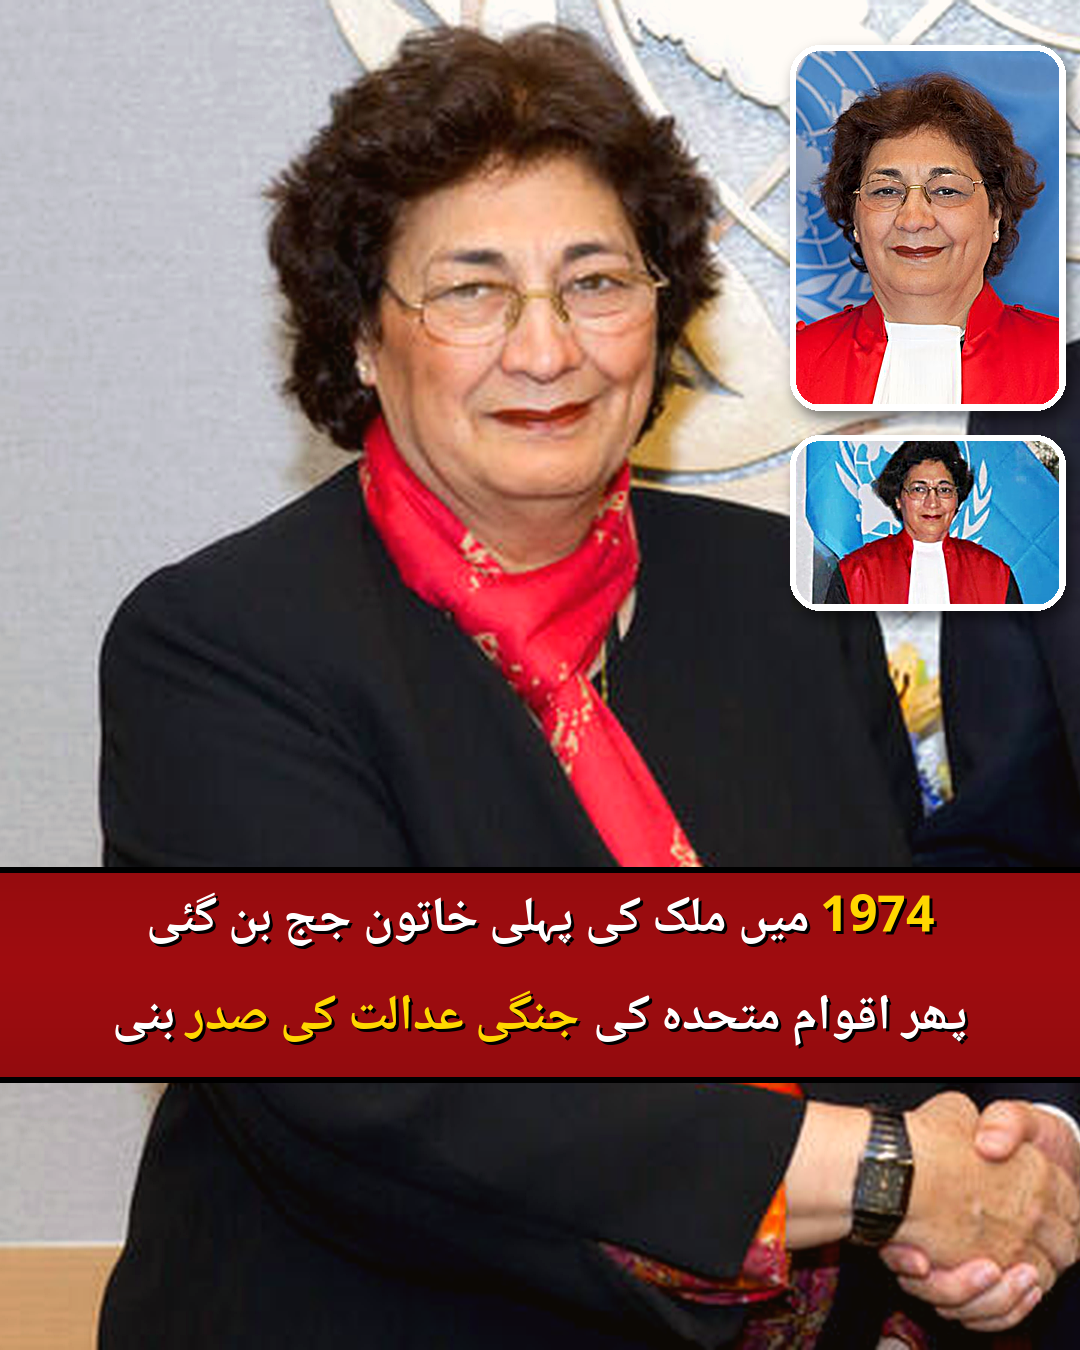 1974 میں ملک کی پہلی خاتون جج بن گئی
پھر اقوام متحدہ کی جنگی عدالت کی صدر بنی